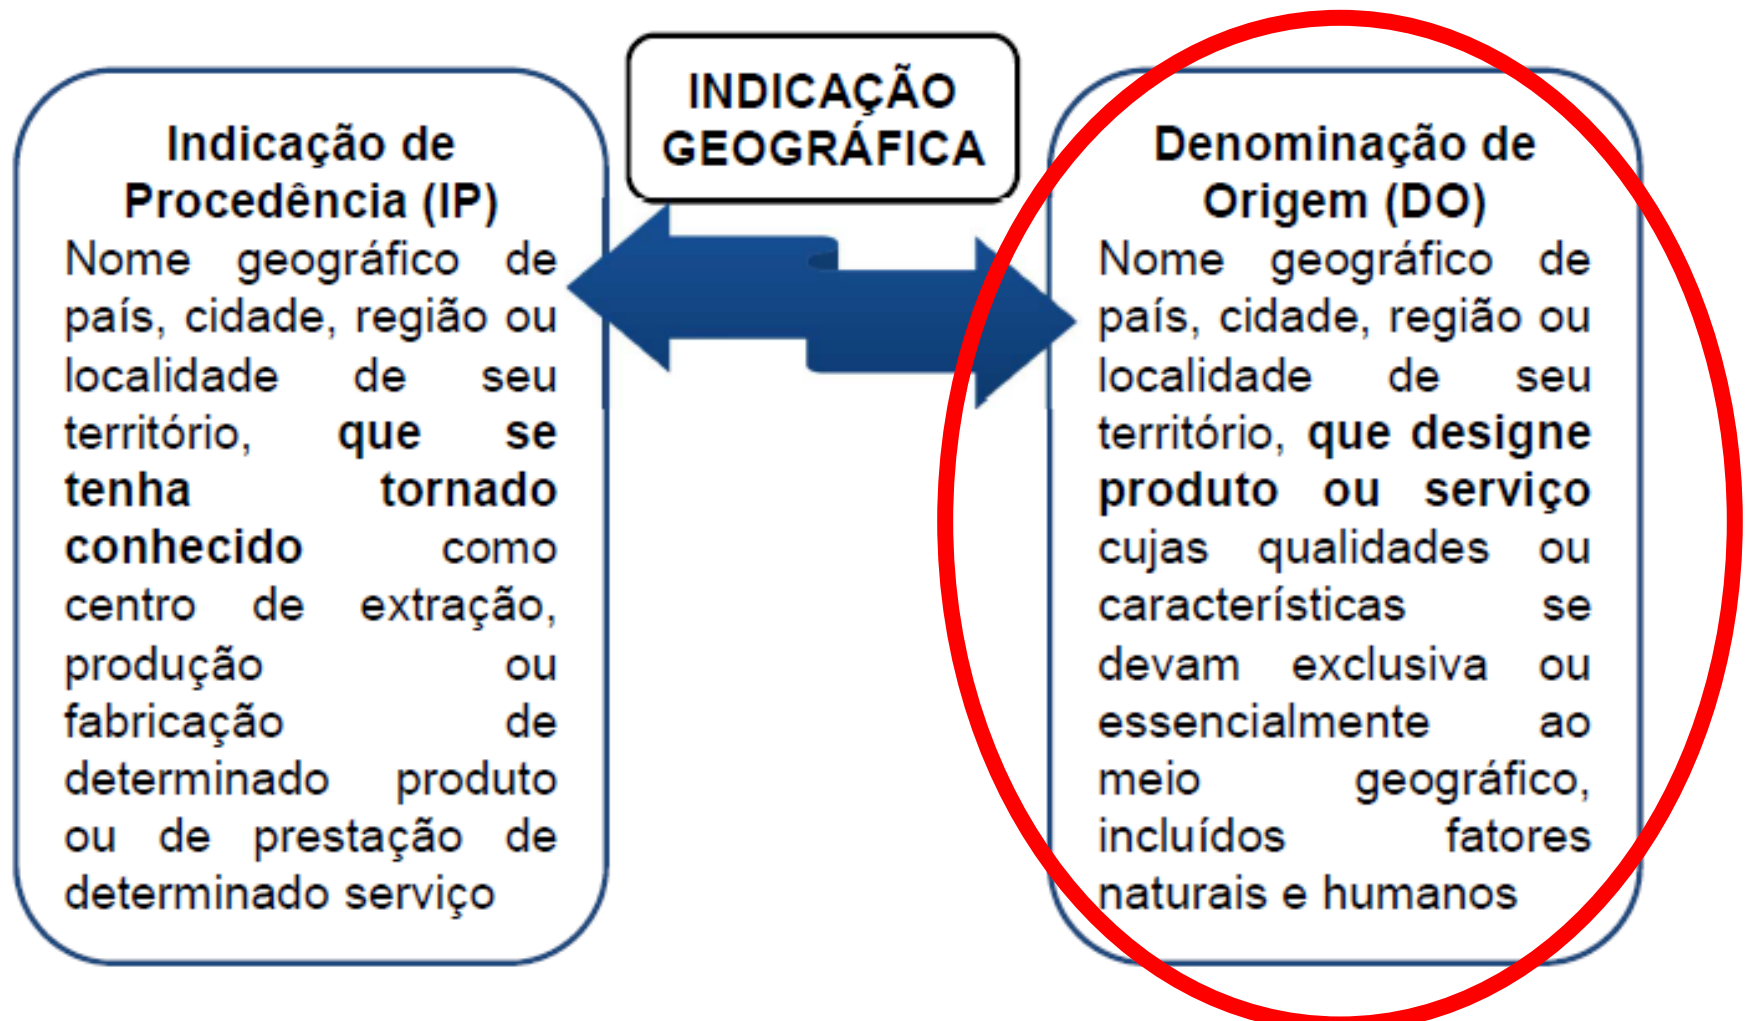 INDICAÇÃO
GEOGRÁFICA
Indicação de
Procedência (IP)
Nome geográfico de
país, cidade, região ou
localidade de seu
território, que se
tenha tornado
conhecido como
centro de extração,
produção ou
fabricação de
determinado produto
ou de prestação de
determinado serviço
Denominação de
Origem (DO)
Nome geográfico de
país, cidade, região ou
localidade de seu
território, que designe
produto ou serviço
cujas qualidades ou
características se
devam exclusiva ou
essencialmente ao
meio geográfico,
incluídos fatores
naturais e humanos